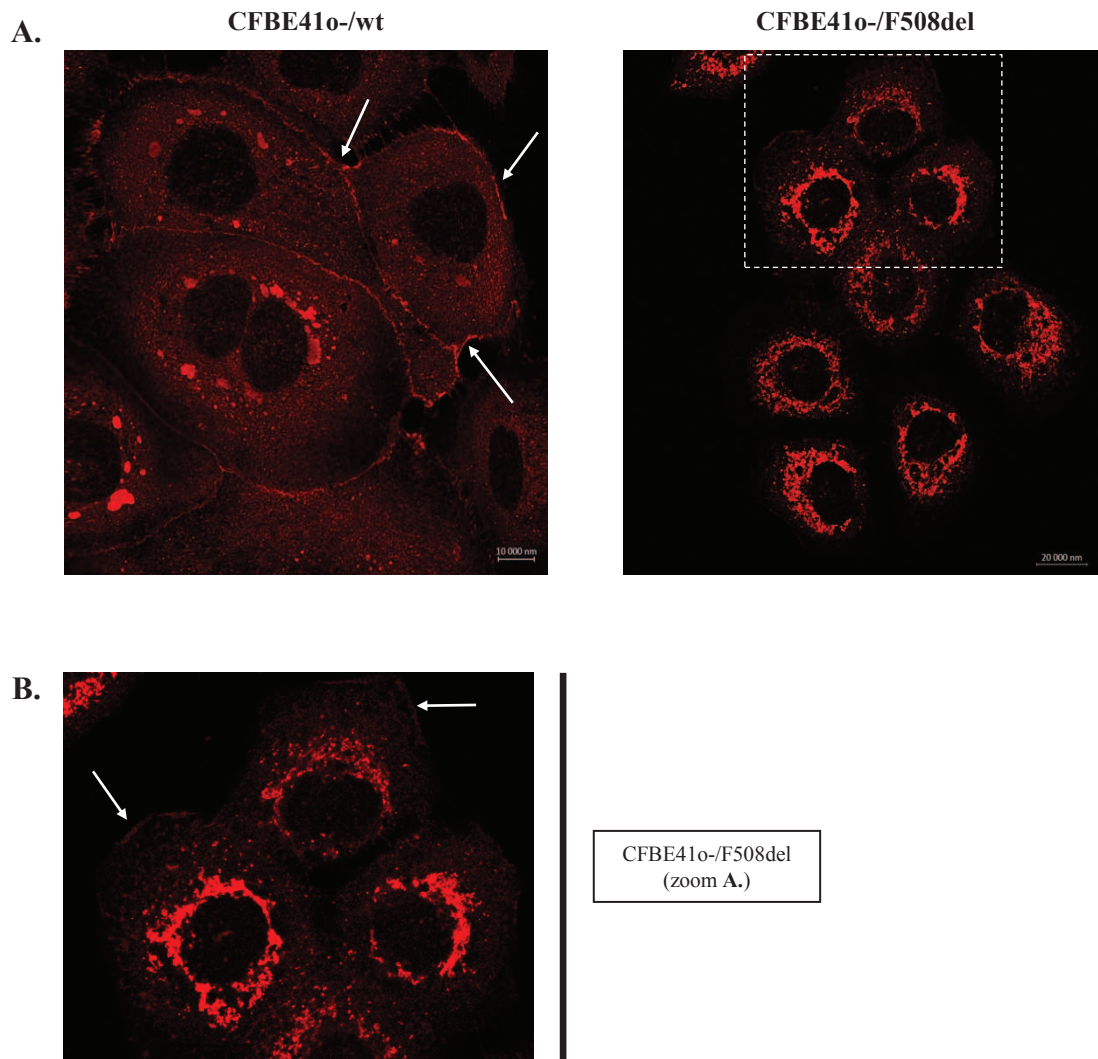 A.
CFBE41o-/wt
CFBE41o-/F508del
10 000 nm
20 000 nm
B.
CFBE41o-/F508del
(zoom A.)